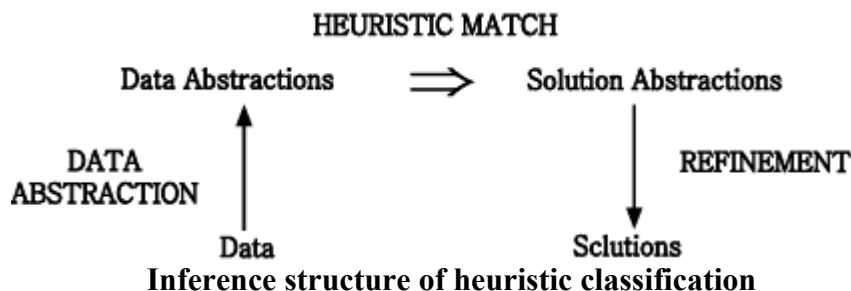 HEURISTIC MATCH
Data Abstractions ⇒ Solution Abstractions
DATA
ABSTRACTION
REFINEMENT
Data
Sclutions
Inference structure of heuristic classification